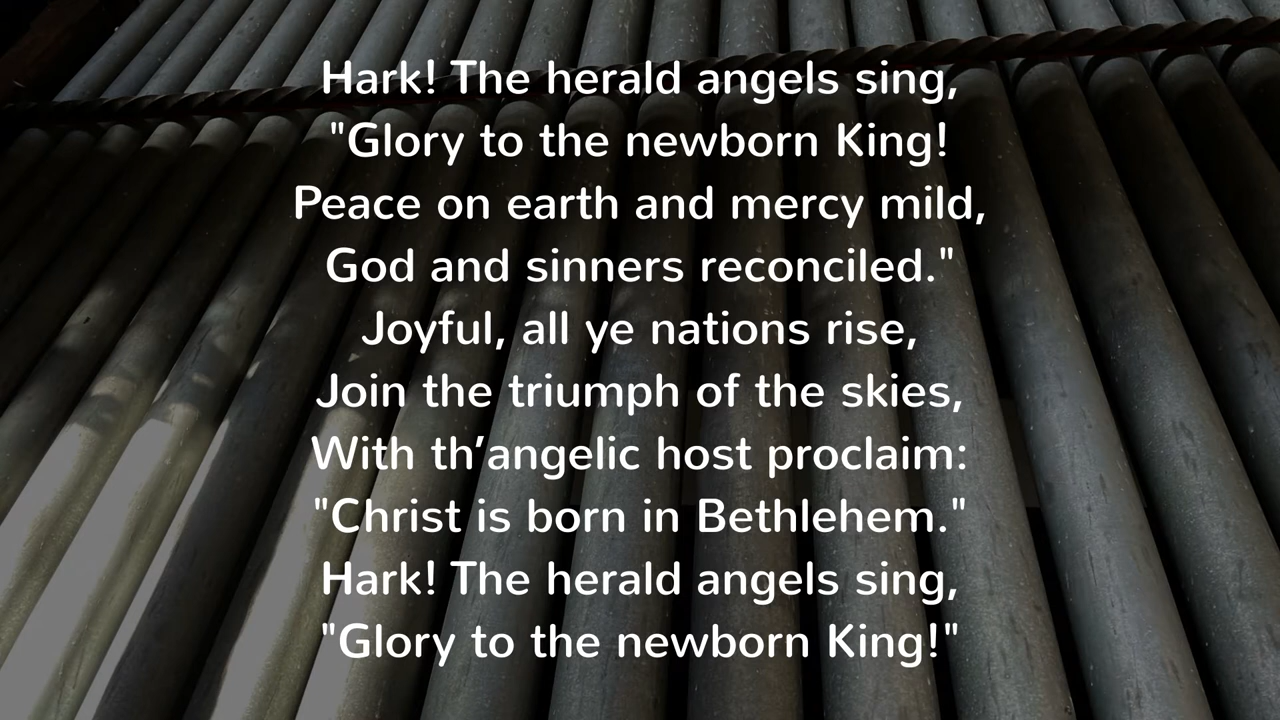 Hark! The herald angels sing,
"Glory to the newborn King!
Peace on earth and mercy mild,
God and sinners reconciled."
Joyful, all ye nations rise,
Join the triumph of the skies,
With th’angelic host proclaim:
"Christ is born in Bethlehem."
Hark! The herald angels sing,
"Glory to the newborn King!"